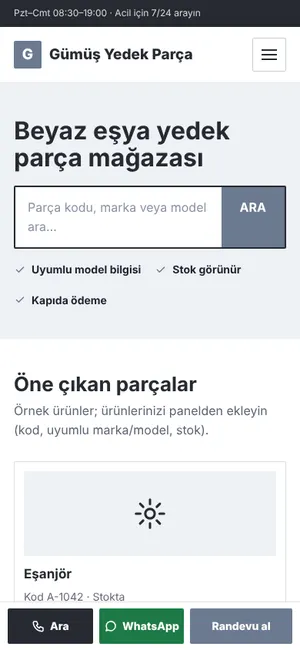 Pzt–Cmt 08:30–19:00 · Acil için 7/24 arayın
G Gümüş Yedek Parça
Beyaz eşya yedek
parça mağazası
Parça kodu, marka veya model
ara...
ARA
Uyumlu model bilgisi
Stok görünür
Kapıda ödeme
Öne çıkan parçalar
Örnek ürünler; ürünlerinizi panelden ekleyin
(kod, uyumlu marka/model, stok).
Eşanjör
Kod A-1042 · Stokta
Ara
WhatsApp
Randevu al